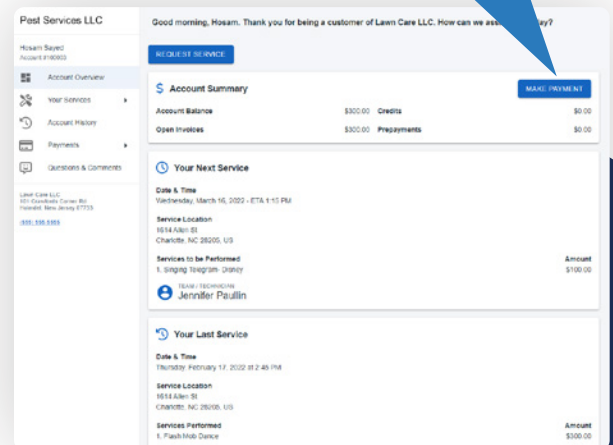 Pest Services LLC
Good morning, Hosam. Thank you for being a customer of Lawn Care LLC. How can we ass ay?
Hosam Sayed
REQUEST SERVICE
Account Overview
Your Services
Account History
Payments
Questions & Comments
Lawn Care LLC
$ Account Summary
MAKE PAYMENT
Account Balance $300.00 Credits $0.00
Open Invoices $300.00 Prepayments $0.00
Your Next Service
Date & Time
Wednesday, March 16, 2022 - ETA 1:15 PM
Service Location
1614 Allen St
Charlotte, NC 28205, US
Services to be Performed Amount
1. Singing Telegram- Disney $100.00
TEAM / TECHNICIAN
Jennifer Paullin
Your Last Service
Date & Time
Thursday, February 17, 2022 at 2:45 PM
Service Location
1614 Allen St
Charlotte, NC 28205, US
Services Performed Amount
1. Flash Mob Dance $300.00